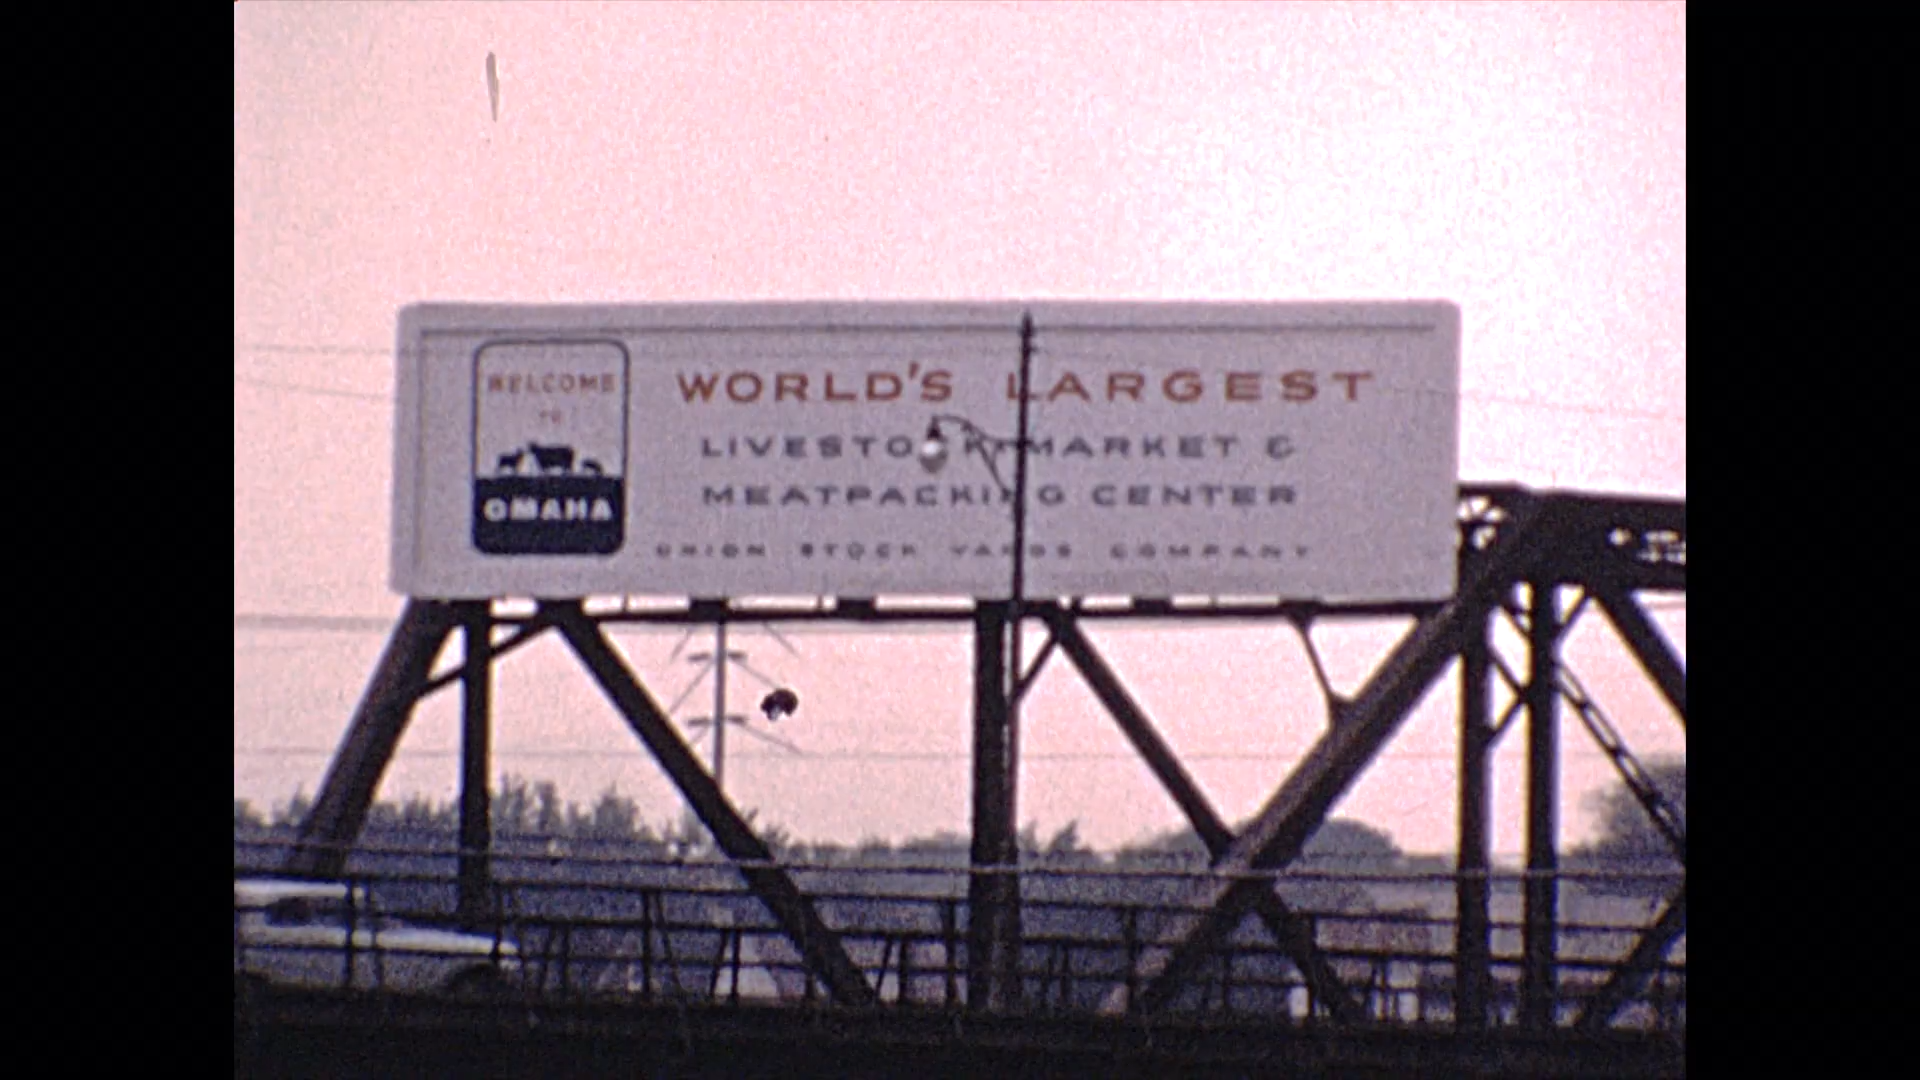 WELCOME
TO
OMAHA
WORLD'S LARGEST
LIVESTOCK MARKET &
MEATPACKING CENTER
UNION STOCK YARDS COMPANY